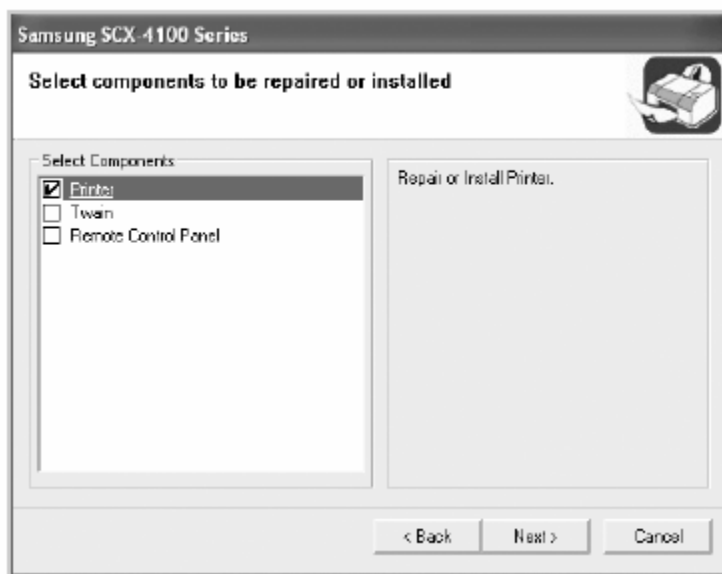 Samsung SCX-4100 Series
Select components to be repaired or installed
Select Components
Printer
Twain
Remote Control Panel
Repair or Install Printer.
< Back
Next >
Cancel